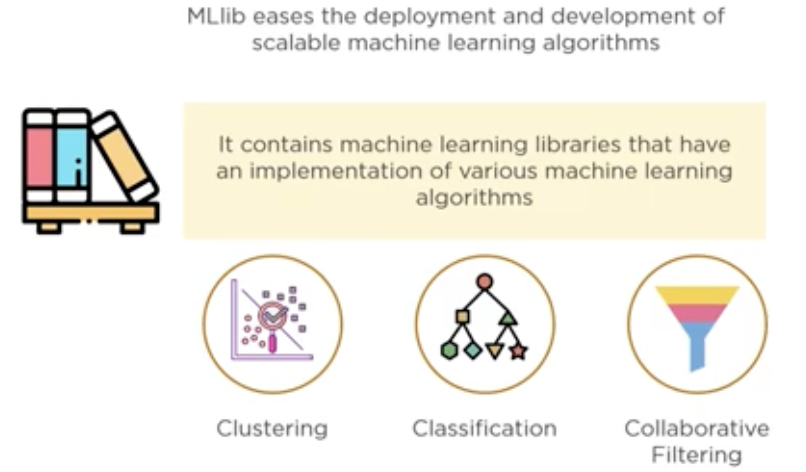 MLlib eases the deployment and development of
scalable machine learning algorithms
It contains machine learning libraries that have
an implementation of various machine learning
algorithms
Clustering
Classification
Collaborative
Filtering